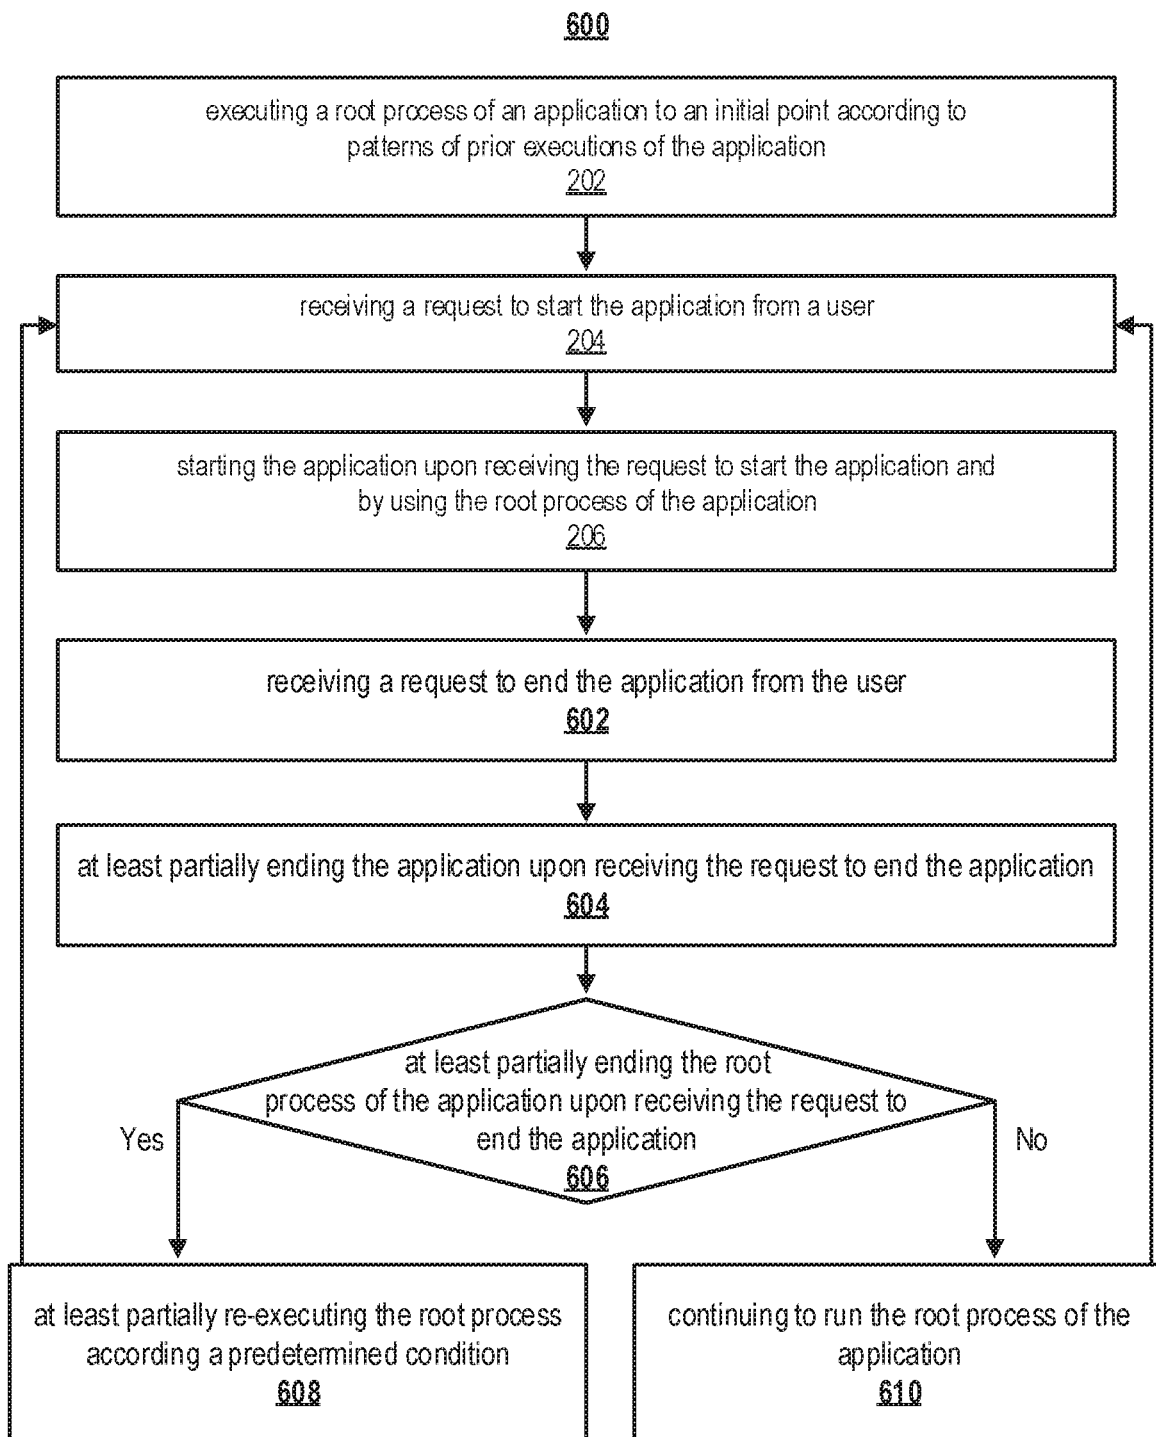 600
executing a root process of an application to an initial point according to
patterns of prior executions of the application
202
receiving a request to start the application from a user
204
starting the application upon receiving the request to start the application and
by using the root process of the application
206
receiving a request to end the application from the user
602
at least partially ending the application upon receiving the request to end the application
604
at least partially ending the root
process of the application upon receiving the request to
end the application
606
Yes
No
at least partially re-executing the root process
according a predetermined condition
608
continuing to run the root process of the
application
610